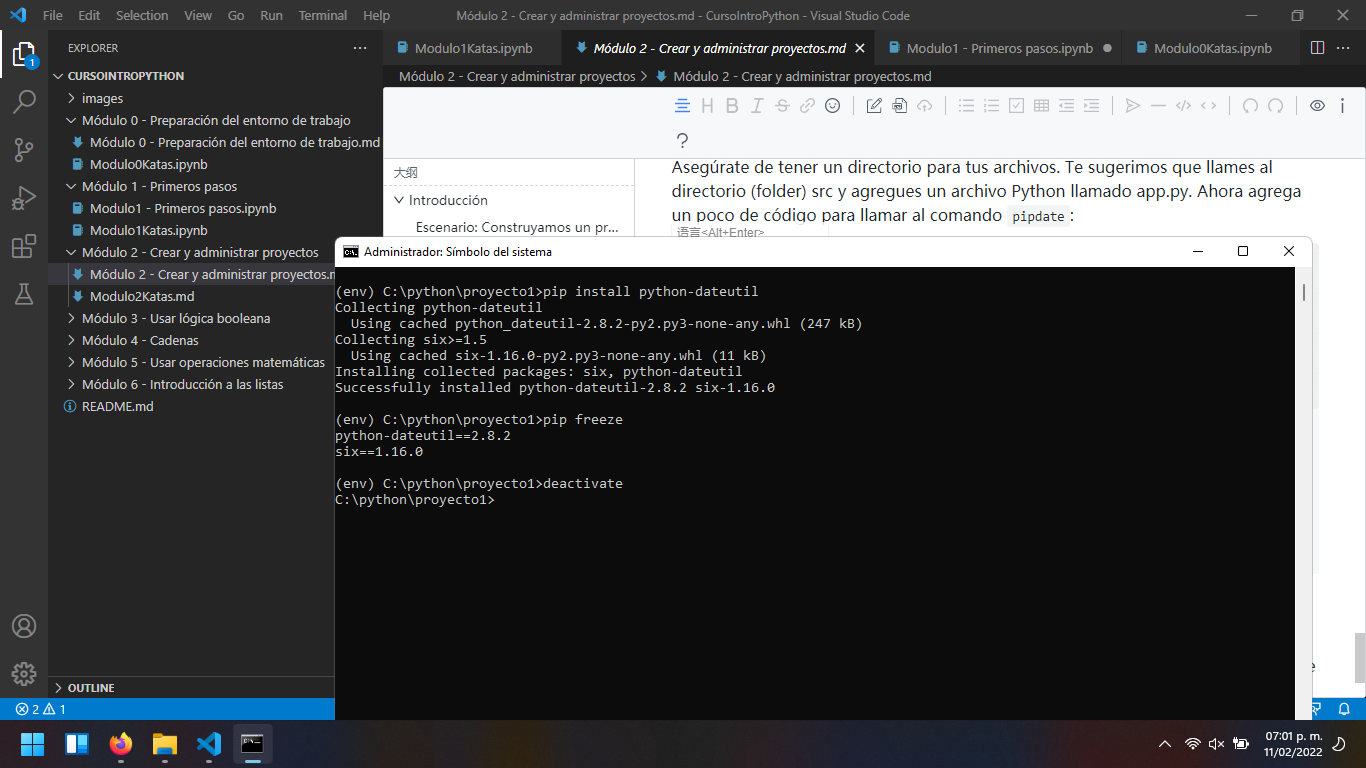 File Edit Selection View Go Run Terminal Help
Módulo 2 - Crear y administrar proyectos.md - CursoIntroPython - Visual Studio Code
EXPLORER
Modulo1Katas.ipynb
Módulo 2 - Crear y administrar proyectos.md
Modulo1 - Primeros pasos.ipynb
Modulo0Katas.ipynb
Módulo 2 - Crear y administrar proyectos > Módulo 2 - Crear y administrar proyectos.md
1
CURSOINTROPYTHON
images
Módulo 0 - Preparación del entorno de trabajo
Módulo 0 - Preparación del entorno de trabajo.md
Modulo0Katas.ipynb
Módulo 1 - Primeros pasos
Modulo1 - Primeros pasos.ipynb
Modulo1Katas.ipynb
Módulo 2 - Crear y administrar proyectos
Módulo 2 - Crear y administrar proyectos.m
Modulo2Katas.md
Módulo 3 - Usar lógica booleana
Módulo 4 - Cadenas
Módulo 5 - Usar operaciones matemáticas
Módulo 6 - Introducción a las listas
README.md
OUTLINE
大纲
Introducción
Escenario: Construyamos un pr...
Asegúrate de tener un directorio para tus archivos. Te sugerimos que llames al
directorio (folder) src y agregues un archivo Python llamado app.py. Ahora agrega
un poco de código para llamar al comando pipdate :
语言<Alt+Enter>
Administrador: Símbolo del sistema
(env) C:\python\proyecto1>pip install python-dateutil
Collecting python-dateutil
Using cached python_dateutil-2.8.2-py2.py3-none-any.whl (247 kB)
Collecting six>=1.5
Using cached six-1.16.0-py2.py3-none-any.whl (11 kB)
Installing collected packages: six, python-dateutil
Successfully installed python-dateutil-2.8.2 six-1.16.0
(env) C:\python\proyecto1>pip freeze
python-dateutil==2.8.2
six==1.16.0
(env) C:\python\proyecto1>deactivate
C:\python\proyecto1>
2 1
07:01 p. m.
11/02/2022